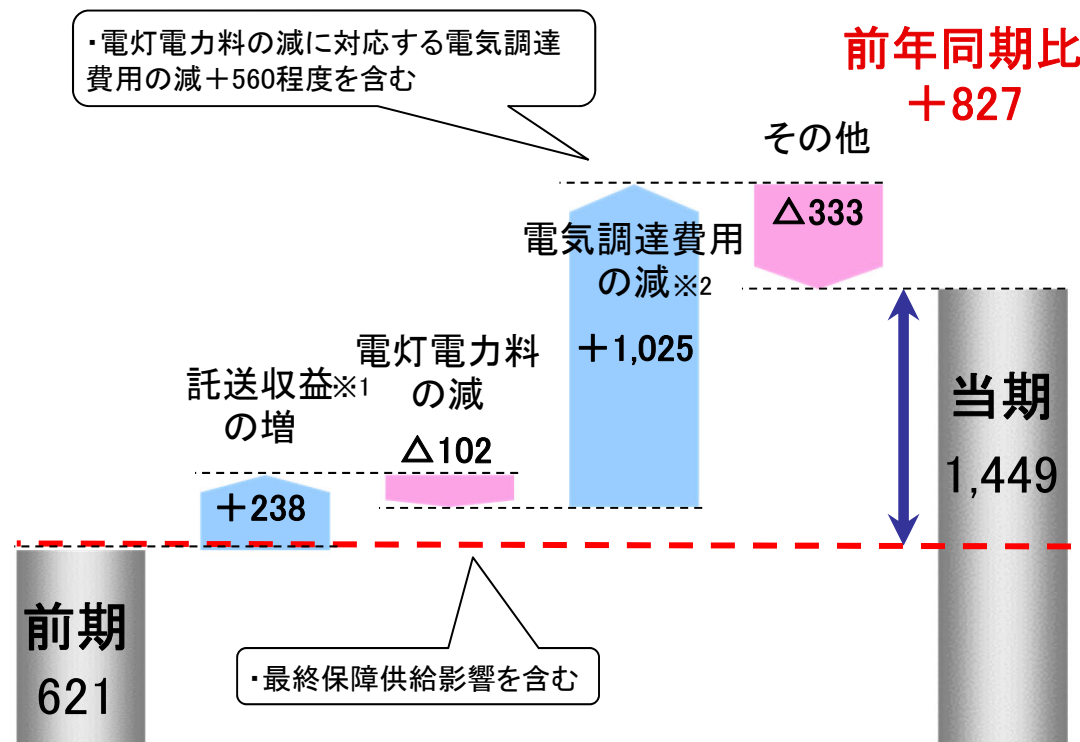 ・電灯電力料の減に対応する電気調達
費用の減＋560程度を含む
前年同期比
＋827
その他
△333
電気調達費用
の減※2
＋1,025
電灯電力料
の減
△102
託送収益※1
の増
＋238
当期
1,449
前期
621
・最終保障供給影響を含む